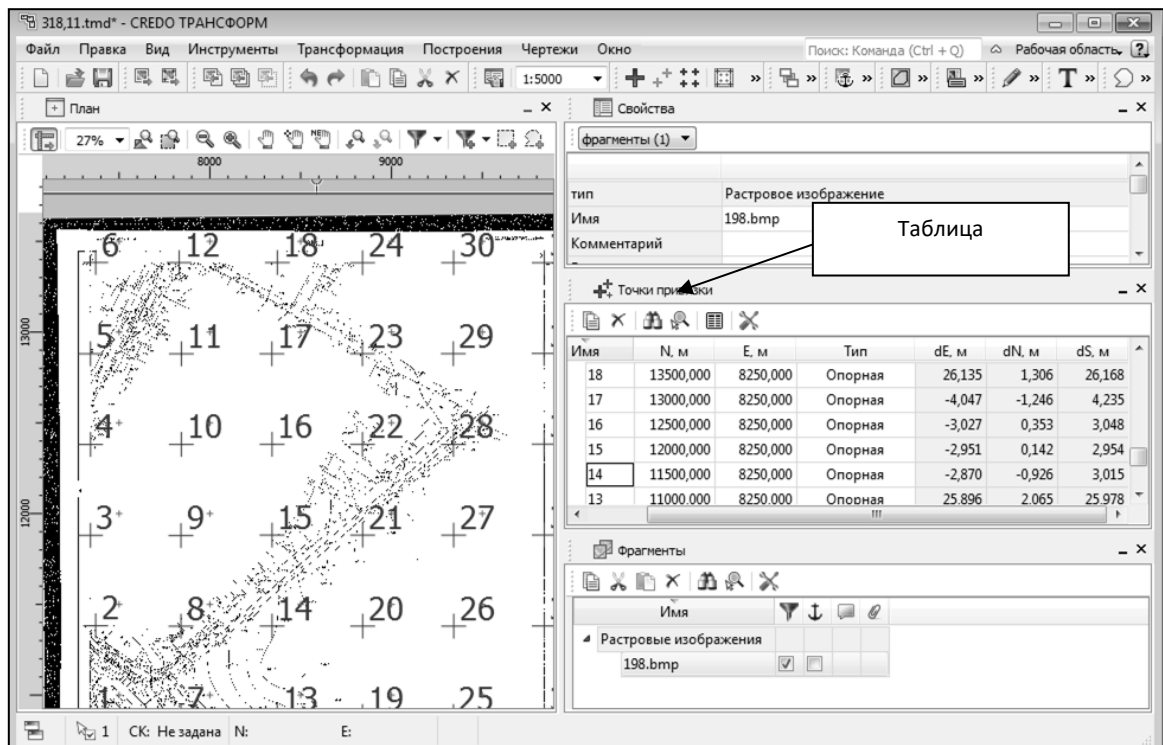 318,11.tmd* - CREDO ТРАНСФОРМ
Файл Правка Вид Инструменты Трансформация Построения Чертежи Окно Поиск: Команда (Ctrl + Q) Рабочая область ?
1:5000 T
План
27% NEW
8000 9000
6 12 18 24 30
13000
5 11 17 23 29
4 10 16 22 28
12000
3 9 15 21 27
2 8 14 20 26
1 7 13 19 25
Свойства
фрагменты (1)
тип Растровое изображение
Имя 198.bmp
Комментарий
Таблица
Точки привязки
Имя N, м E, м Тип dE, м dN, м dS, м
18 13500,000 8250,000 Опорная 26,135 1,306 26,168
17 13000,000 8250,000 Опорная -4,047 -1,246 4,235
16 12500,000 8250,000 Опорная -3,027 0,353 3,048
15 12000,000 8250,000 Опорная -2,951 0,142 2,954
14 11500,000 8250,000 Опорная -2,870 -0,926 3,015
13 11000,000 8250,000 Опорная 25,896 2,065 25,978
Фрагменты
Имя
Растровые изображения
198.bmp
1 СК: Не задана N: E: